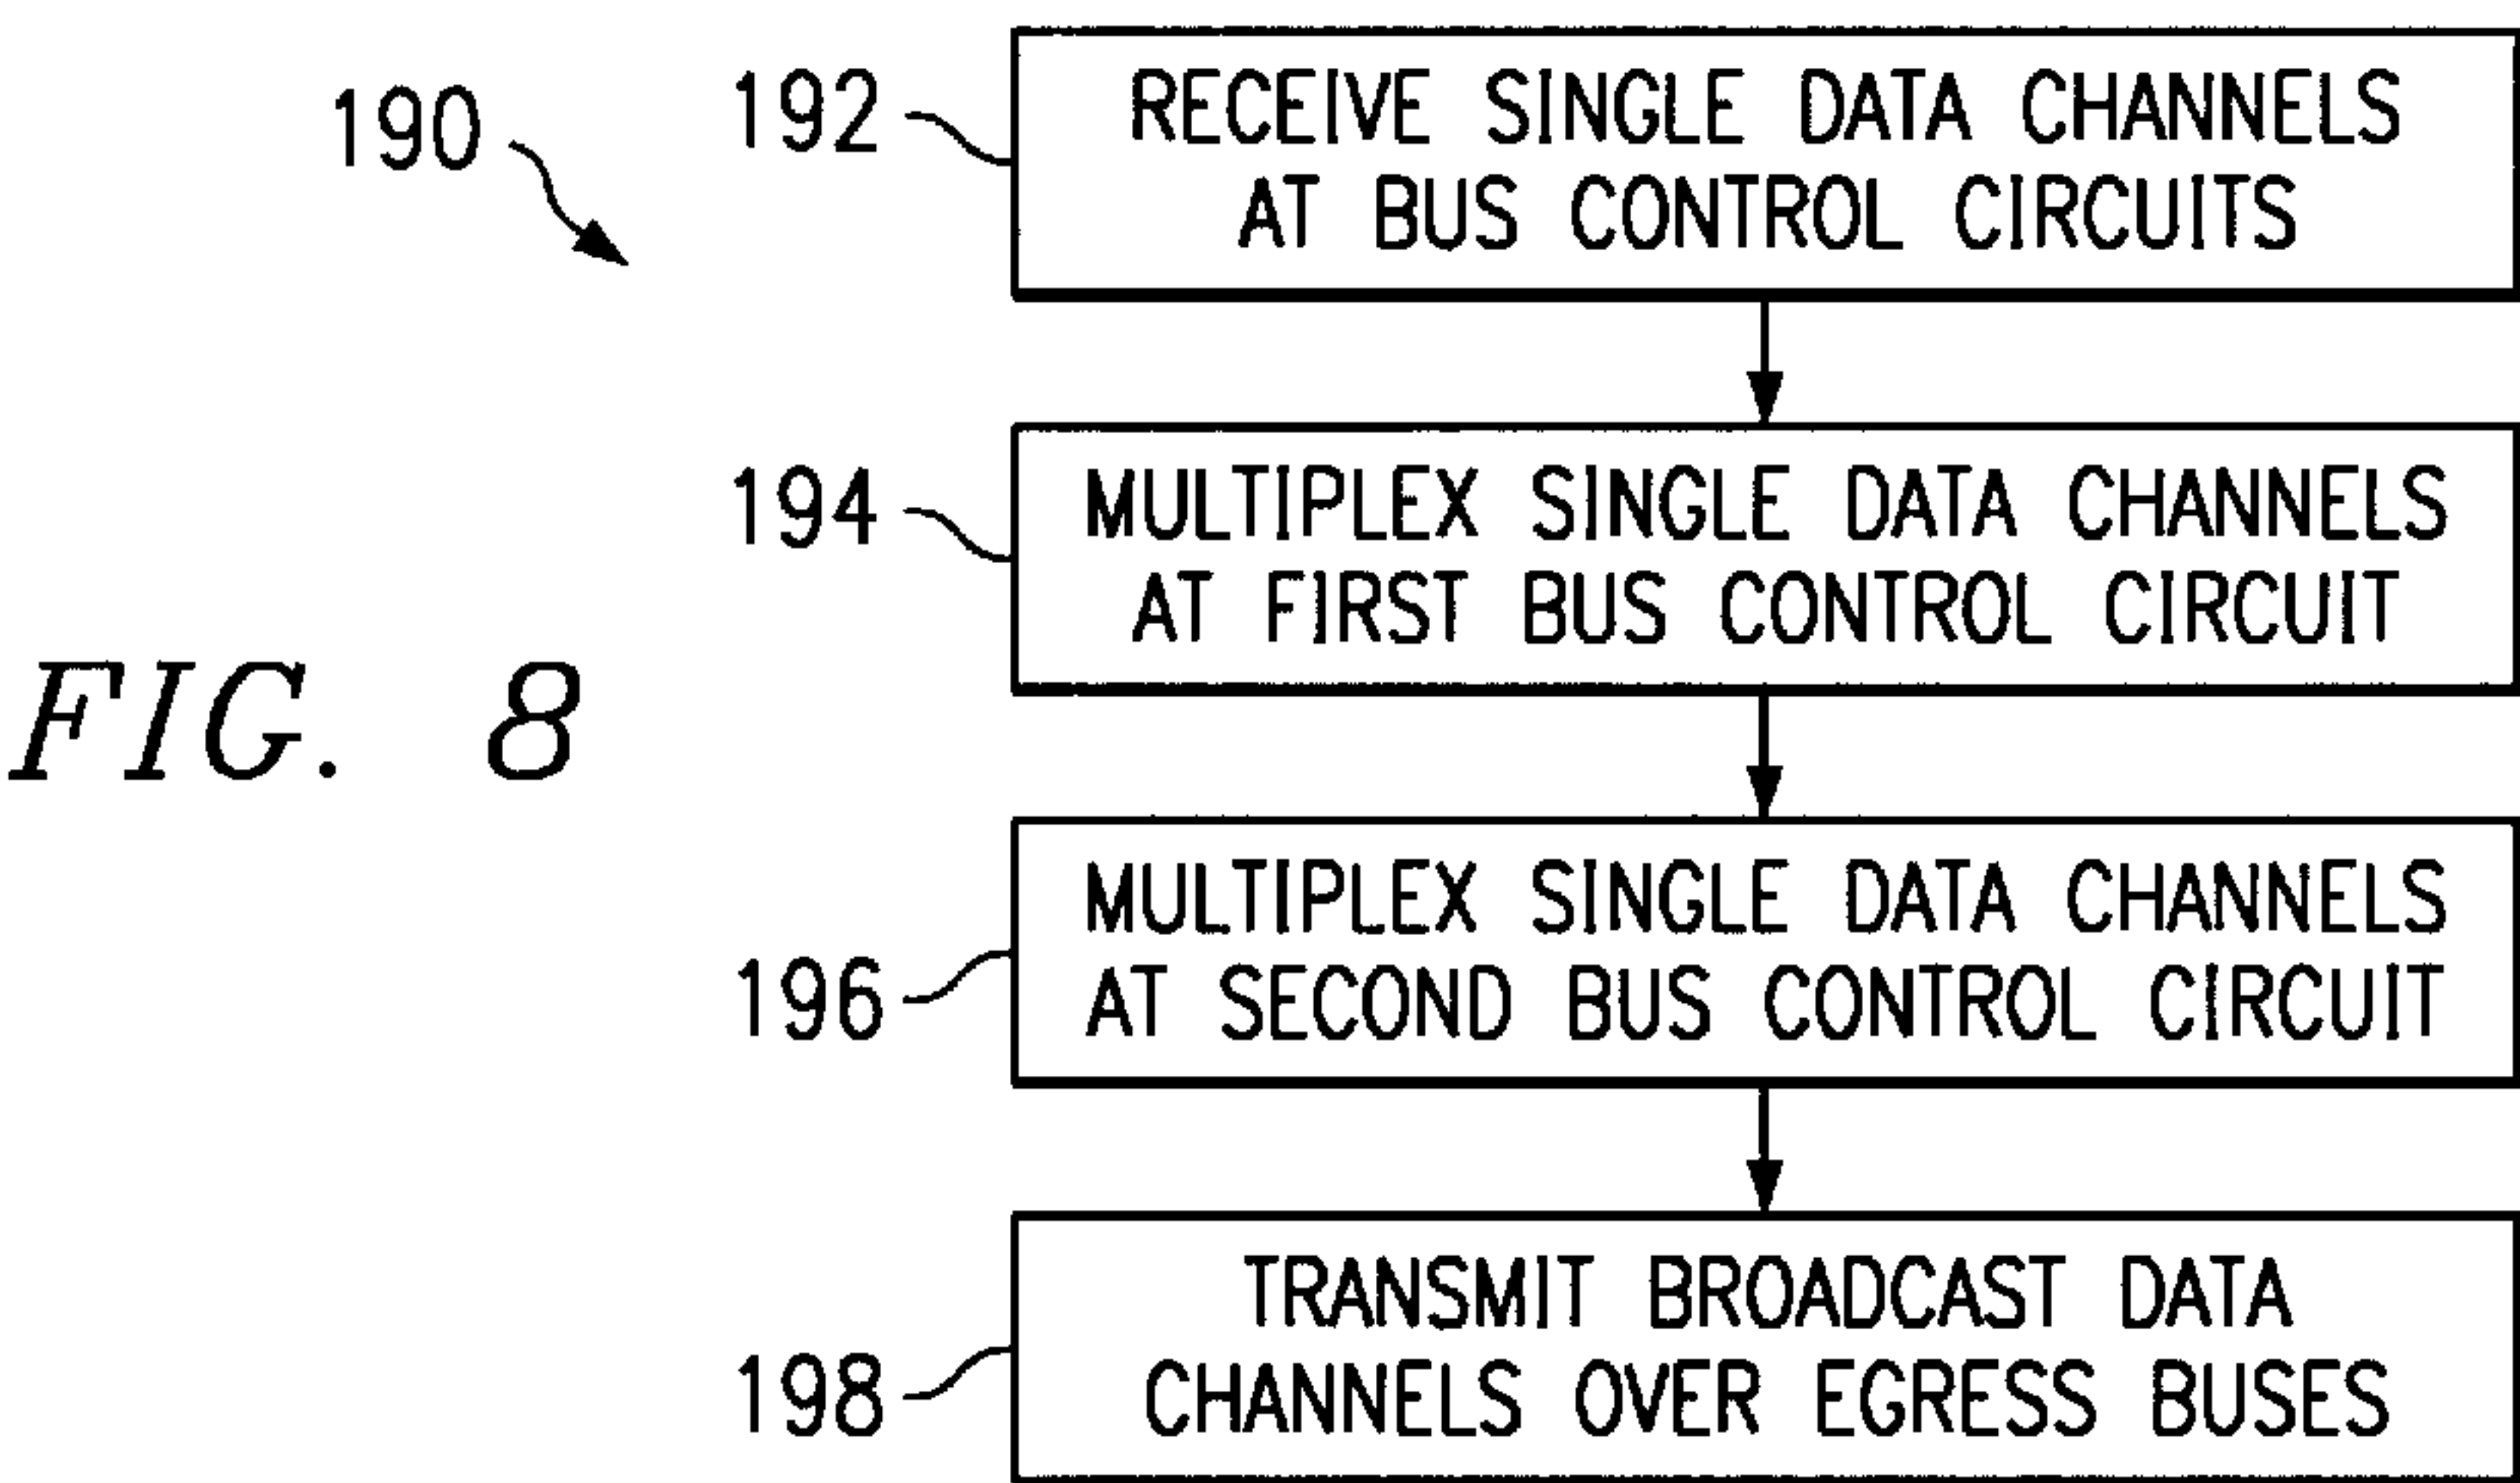 190
192
RECEIVE SINGLE DATA CHANNELS
AT BUS CONTROL CIRCUITS
194
MULTIPLEX SINGLE DATA CHANNELS
AT FIRST BUS CONTROL CIRCUIT
FIG. 8
196
MULTIPLEX SINGLE DATA CHANNELS
AT SECOND BUS CONTROL CIRCUIT
198
TRANSMIT BROADCAST DATA
CHANNELS OVER EGRESS BUSES